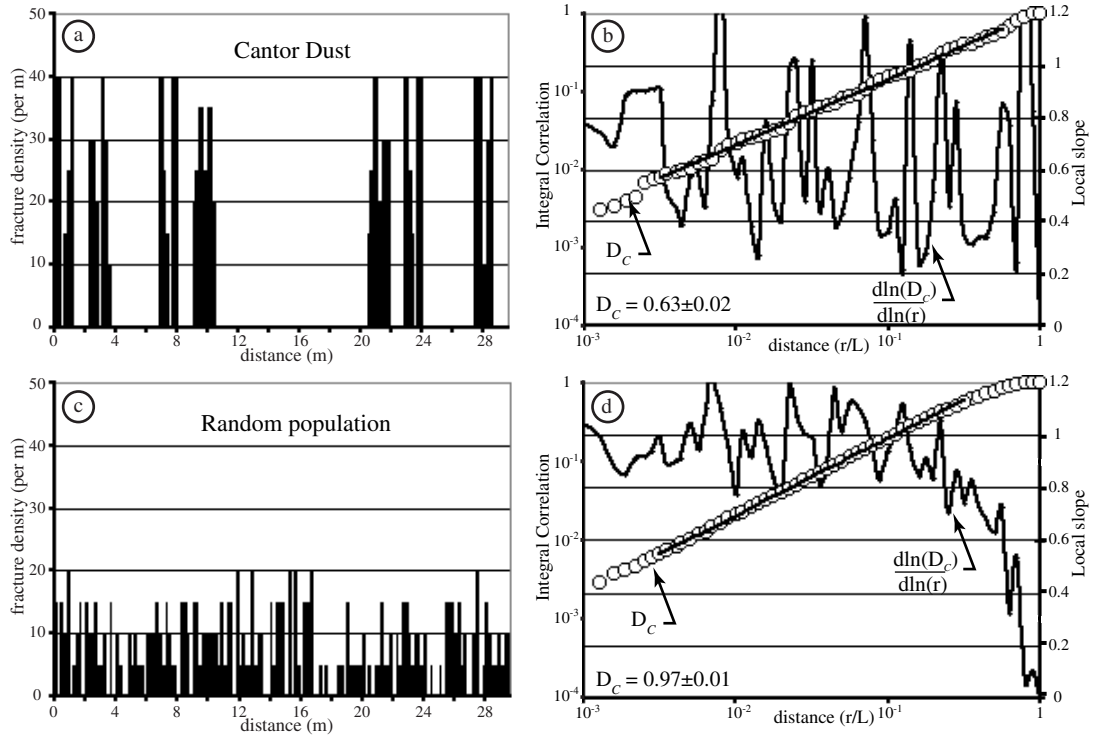 a
Cantor Dust
fracture density (per m)
50
40
30
20
10
0
0 4 8 12 16 20 24 28
distance (m)
b
Integral Correlation
1
10-1
10-2
10-3
10-4
Local slope
1.2
1
0.8
0.6
0.4
0.2
0
DC
dln(DC)
dln(r)
DC = 0.63±0.02
10-3 10-2 10-1 1
distance (r/L)
c
Random population
fracture density (per m)
50
40
30
20
10
0
0 4 8 12 16 20 24 28
distance (m)
d
Integral Correlation
1
10-1
10-2
10-3
10-4
Local slope
1.2
1
0.8
0.6
0.4
0.2
0
dln(DC)
dln(r)
DC
DC = 0.97±0.01
10-3 10-2 10-1 1
distance (r/L)